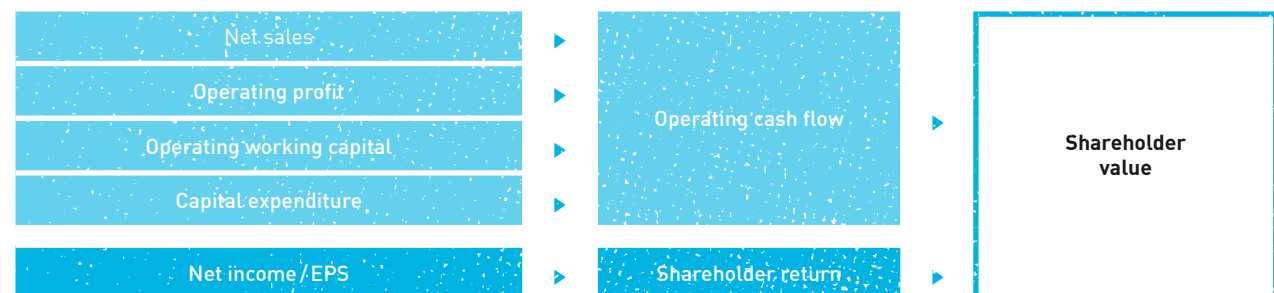 Net sales
Operating profit
Operating working capital
Capital expenditure
Net income / EPS
Operating cash flow
Shareholder return
Shareholder
value